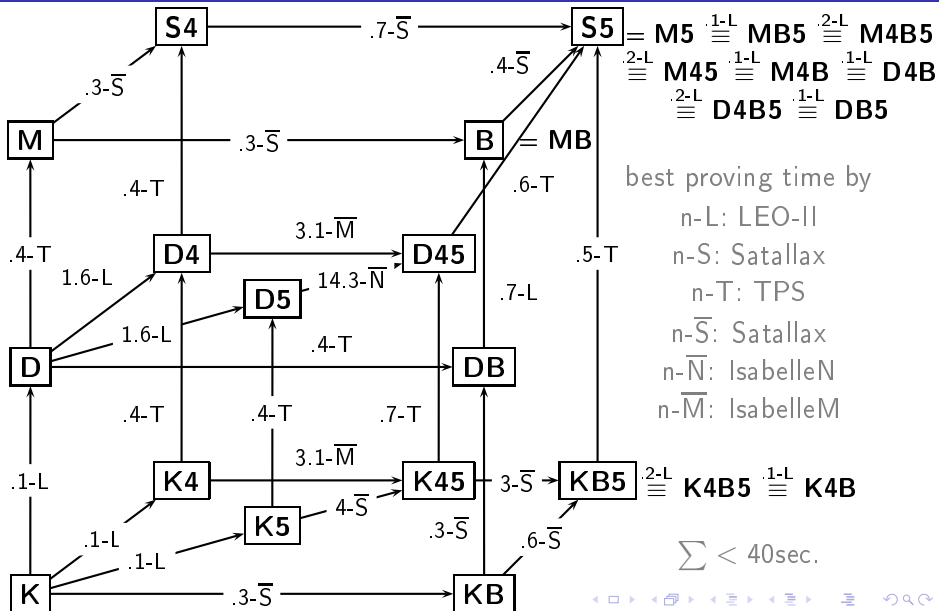 S4 .7-S̅ S5 = M5 .1-L ≡ MB5 .2-L ≡ M4B5
.2-L ≡ M45 .1-L ≡ M4B .1-L ≡ D4B
.2-L ≡ D4B5 .1-L ≡ DB5
.3-S̅ .4-S̅
M .3-S̅ B = MB
.4-T .6-T
best proving time by
n-L: LEO-II
n-S: Satallax
n-T: TPS
n-S̅: Satallax
n-N̅: IsabelleN
n-M̅: IsabelleM
D4 3.1-M̅ D45
.4-T .5-T
1.6-L D5 14.3-N̅ .7-L
1.6-L .4-T
D DB
.4-T .4-T .7-T
K4 3.1-M̅ K45 3-S̅ KB5 .2-L ≡ K4B5 .1-L ≡ K4B
.1-L
K5 4-S̅
.1-L .1-L .3-S̅ .6-S̅
K .3-S̅ KB
∑ < 40sec.